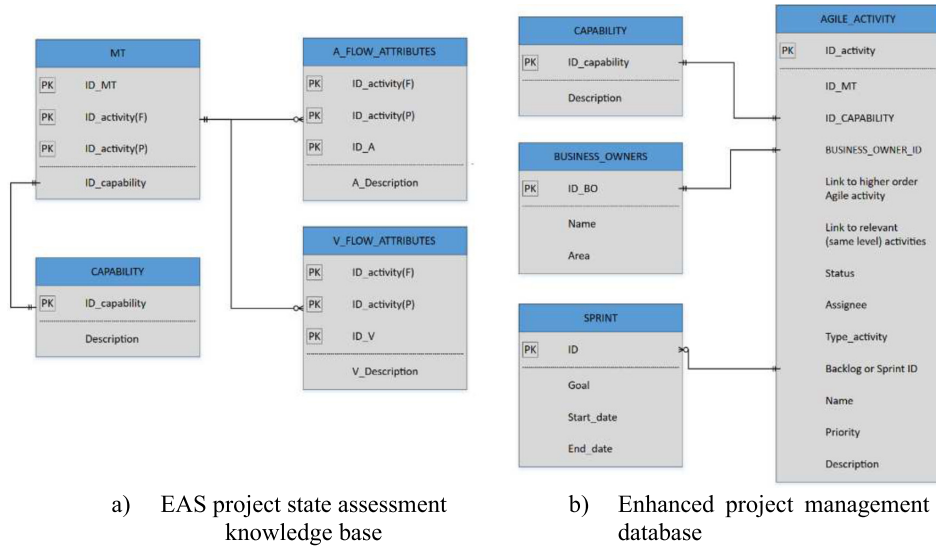 MT
PK ID_MT
PK ID_activity(F)
PK ID_activity(P)
ID_capability
CAPABILITY
PK ID_capability
Description
A_FLOW_ATTRIBUTES
PK ID_activity(F)
PK ID_activity(P)
PK ID_A
A_Description
V_FLOW_ATTRIBUTES
PK ID_activity(F)
PK ID_activity(P)
PK ID_V
V_Description
a) EAS project state assessment
knowledge base
CAPABILITY
PK ID_capability
Description
BUSINESS_OWNERS
PK ID_BO
Name
Area
SPRINT
PK ID
Goal
Start_date
End_date
AGILE_ACTIVITY
PK ID_activity
ID_MT
ID_CAPABILITY
BUSINESS_OWNER_ID
Link to higher order
Agile activity
Link to relevant
(same level) activities
Status
Assignee
Type_activity
Backlog or Sprint ID
Name
Priority
Description
b) Enhanced project management
database